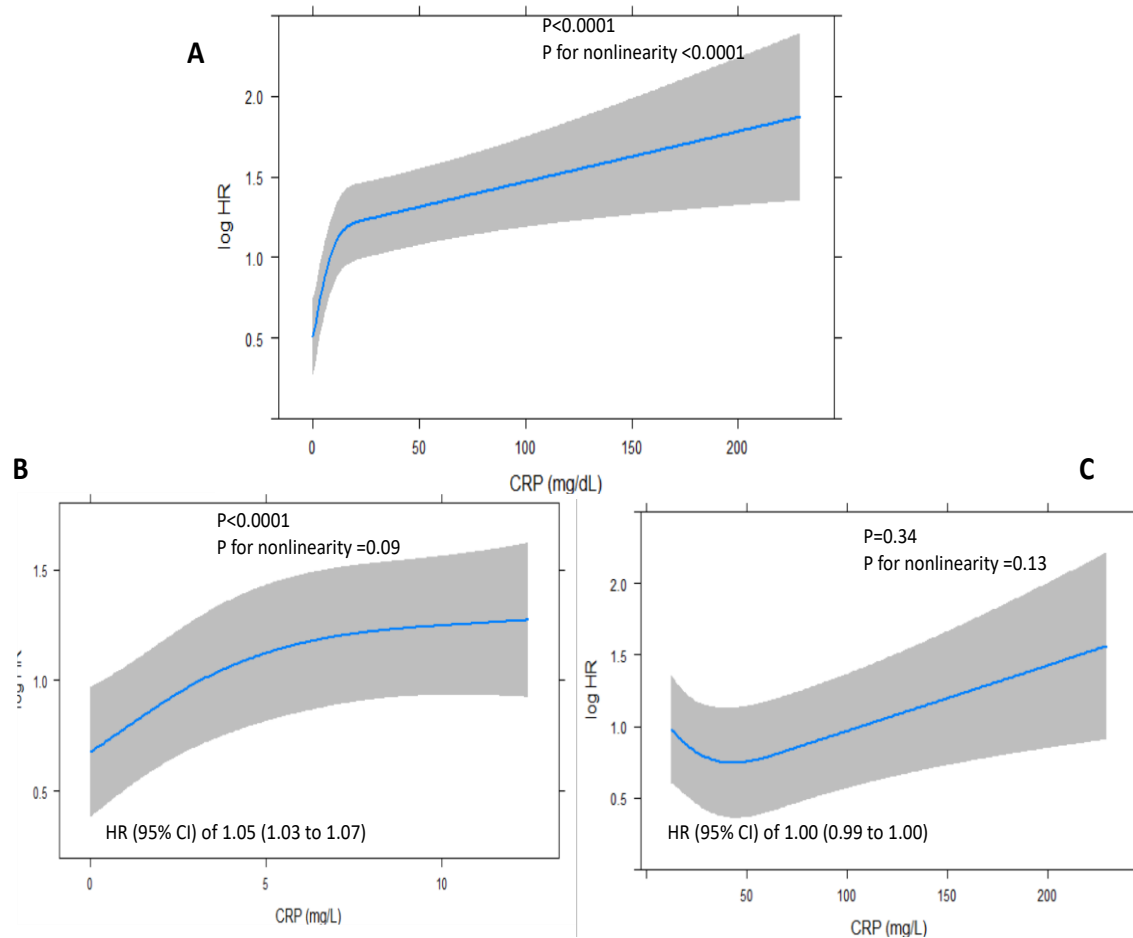 A
P<0.0001
P for nonlinearity <0.0001
log HR
2.0
1.5
1.0
0.5
0 50 100 150 200
CRP (mg/dL)
B
P<0.0001
P for nonlinearity =0.09
log HR
1.5
1.0
0.5
HR (95% CI) of 1.05 (1.03 to 1.07)
0 5 10
CRP (mg/L)
C
P=0.34
P for nonlinearity =0.13
log HR
2.0
1.5
1.0
0.5
0.0
HR (95% CI) of 1.00 (0.99 to 1.00)
50 100 150 200
CRP (mg/L)